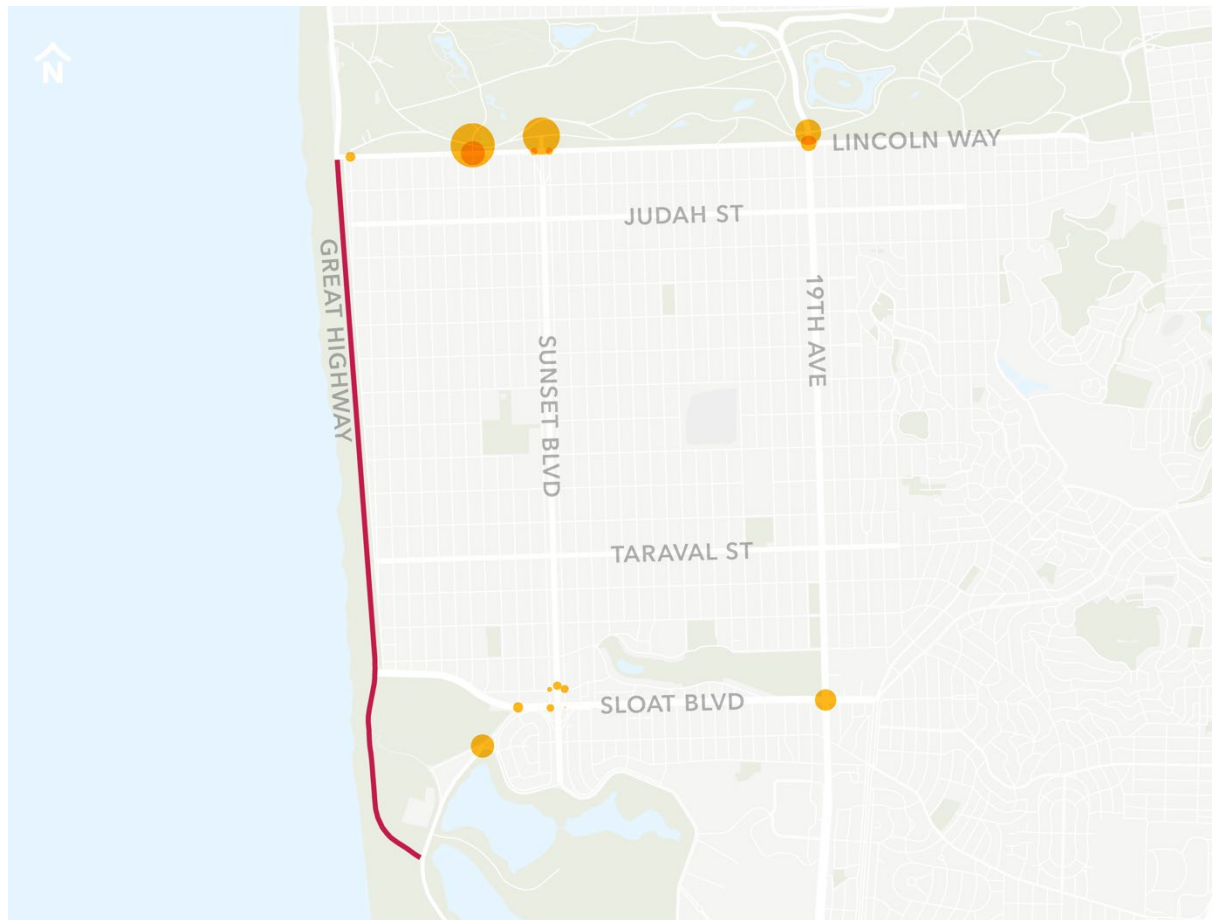 N
LINCOLN WAY
JUDAH ST
GREAT HIGHWAY
19TH AVE
SUNSET BLVD
TARAVAL ST
SLOAT BLVD